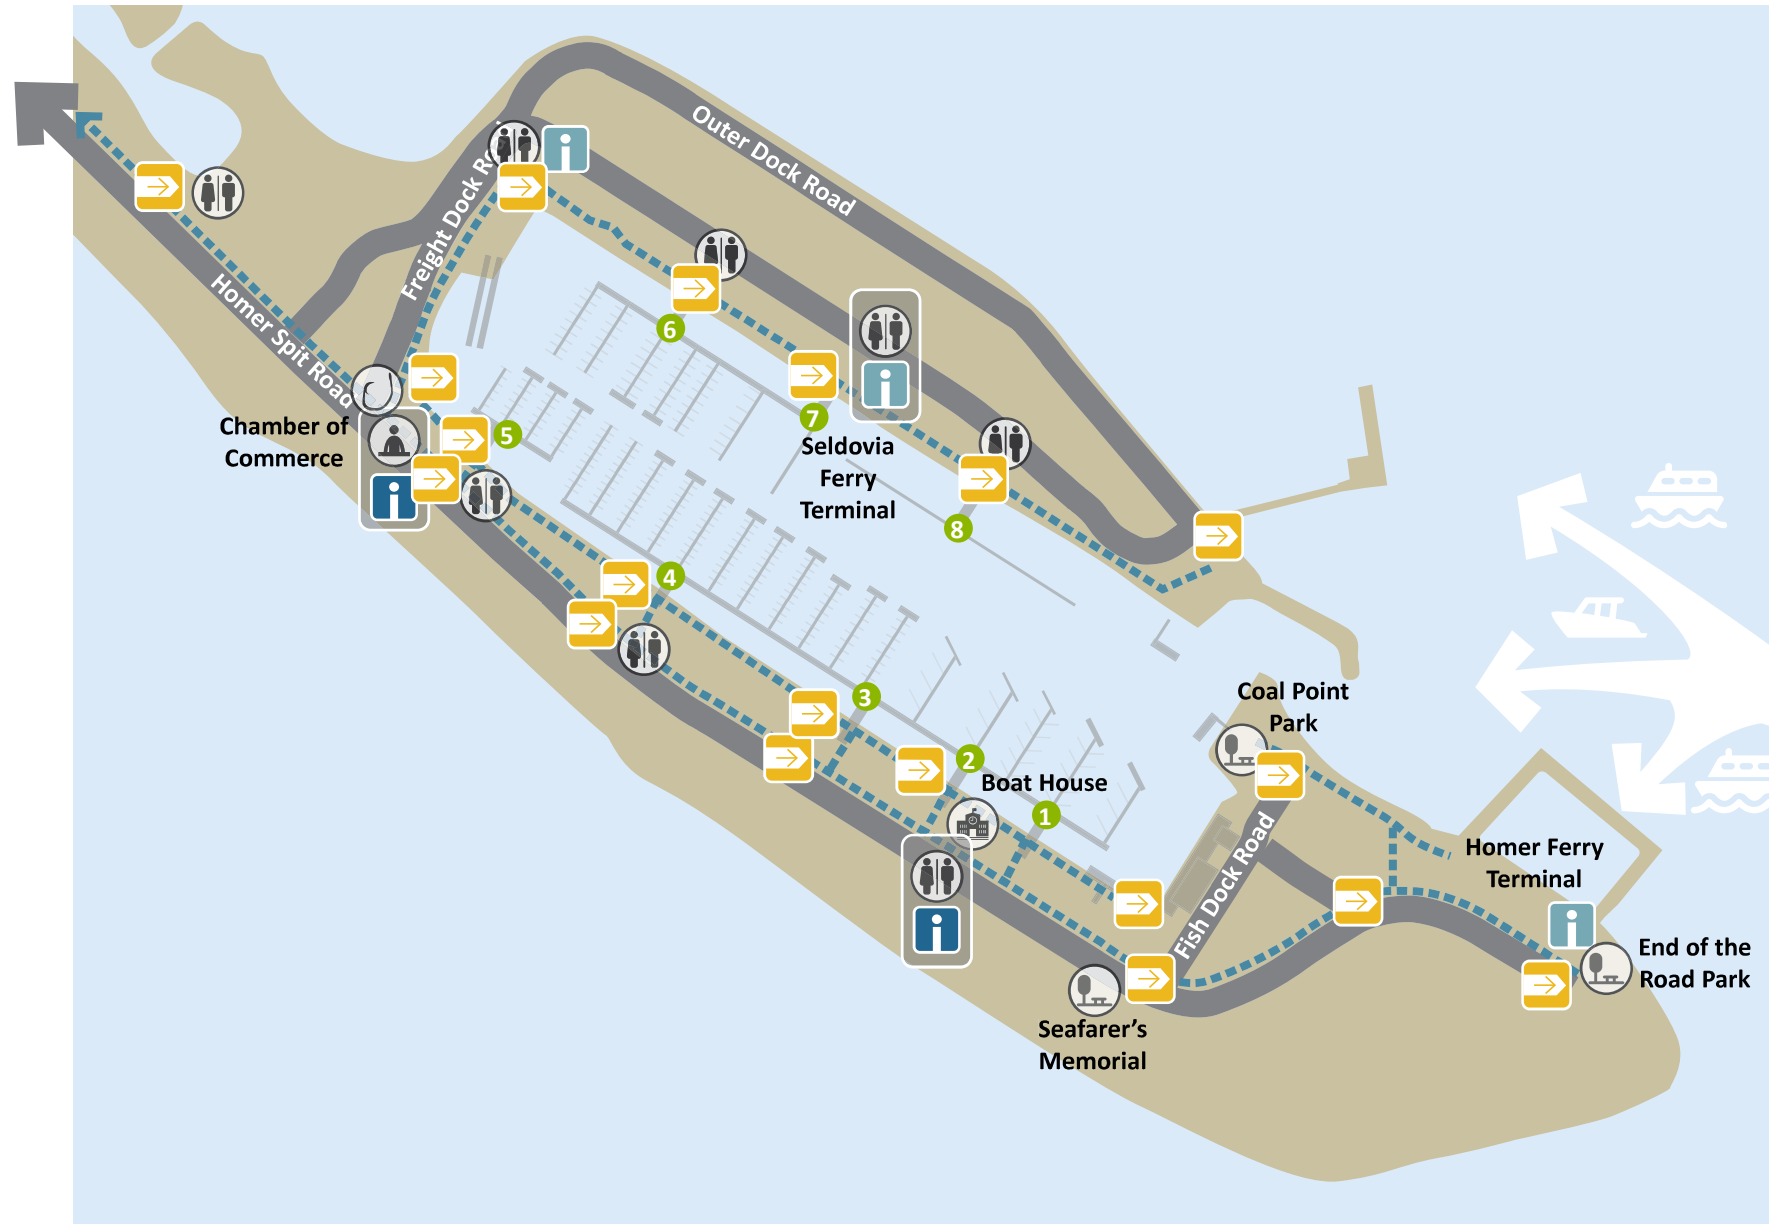 Outer Dock Road
Freight Dock Ro
Homer Spit Road
Chamber of
Commerce
i
i
i
i
i
6
7
5
Seldovia
Ferry
Terminal
8
4
3
2
1
Boat House
Coal Point
Park
Fish Dock Road
Homer Ferry
Terminal
End of the
Road Park
Seafarer’s
Memorial